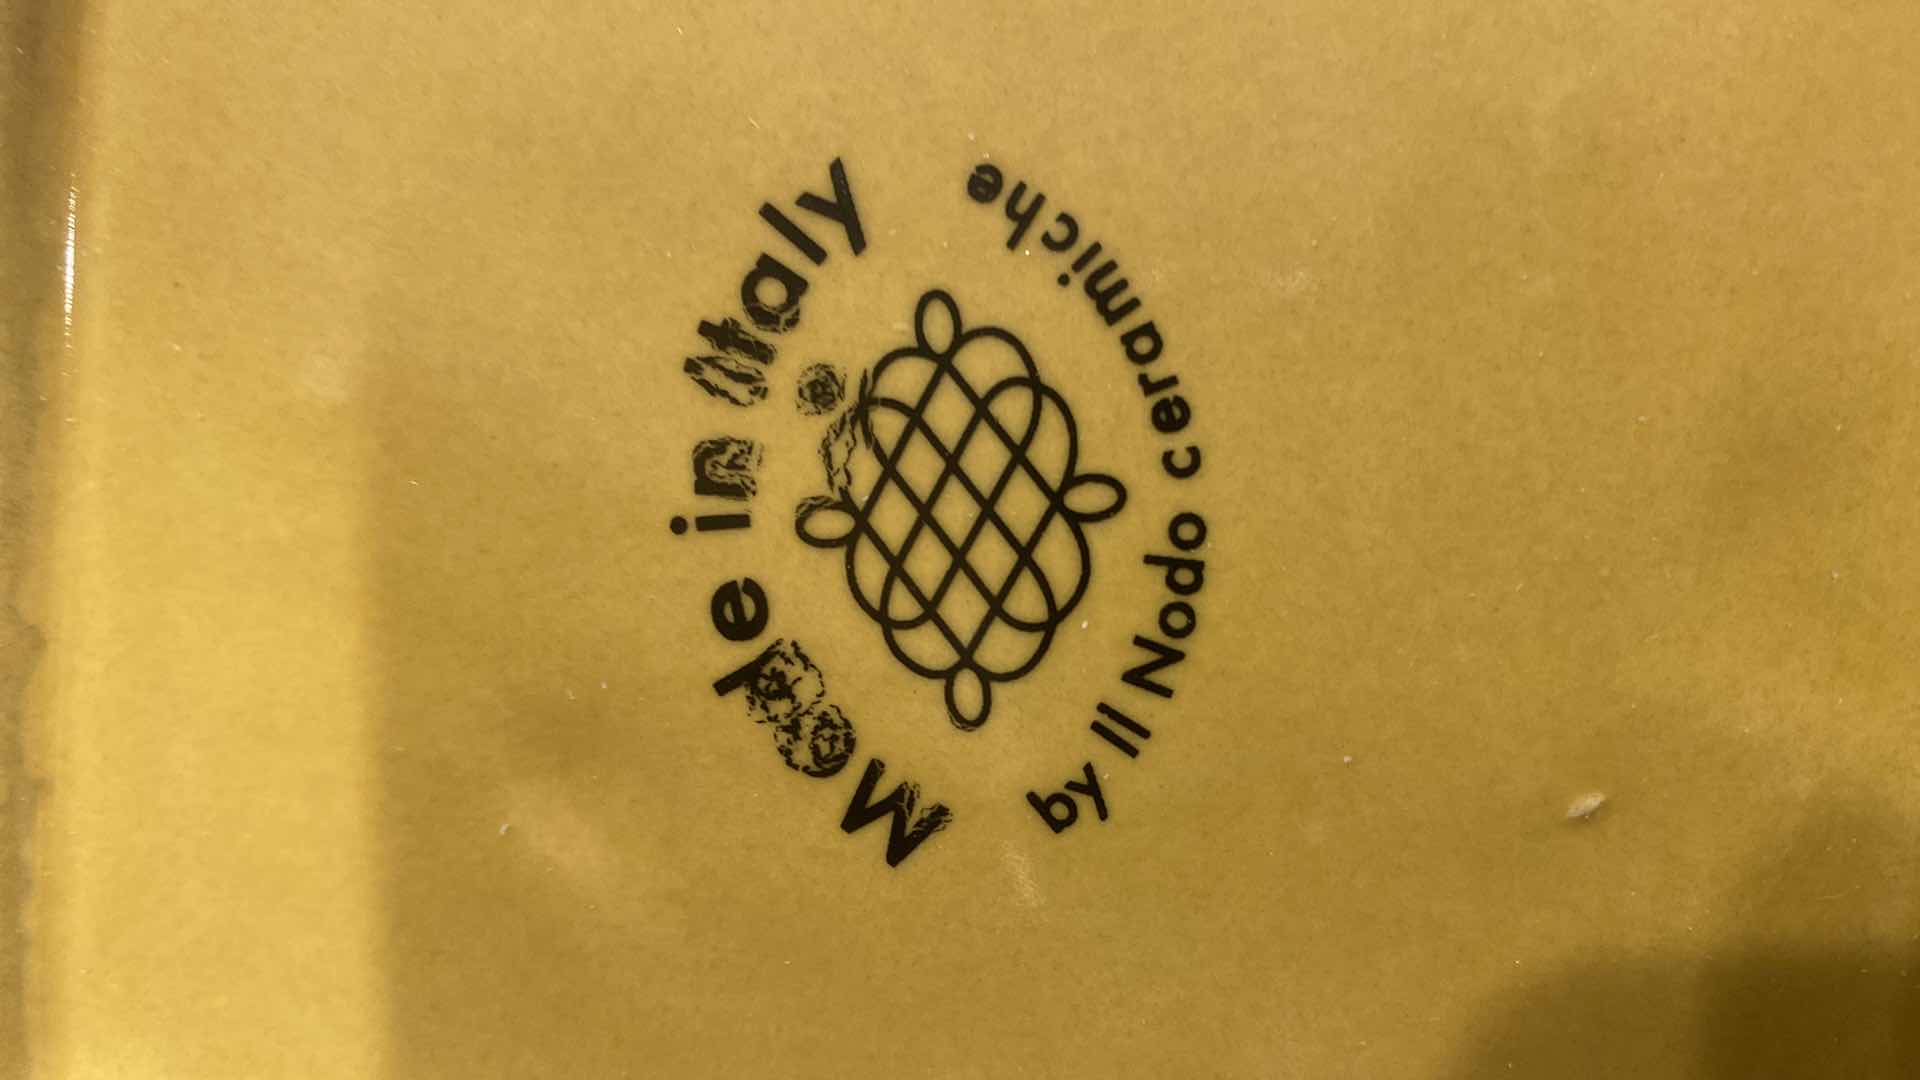 Made in Italy
by Il Nodo ceramiche